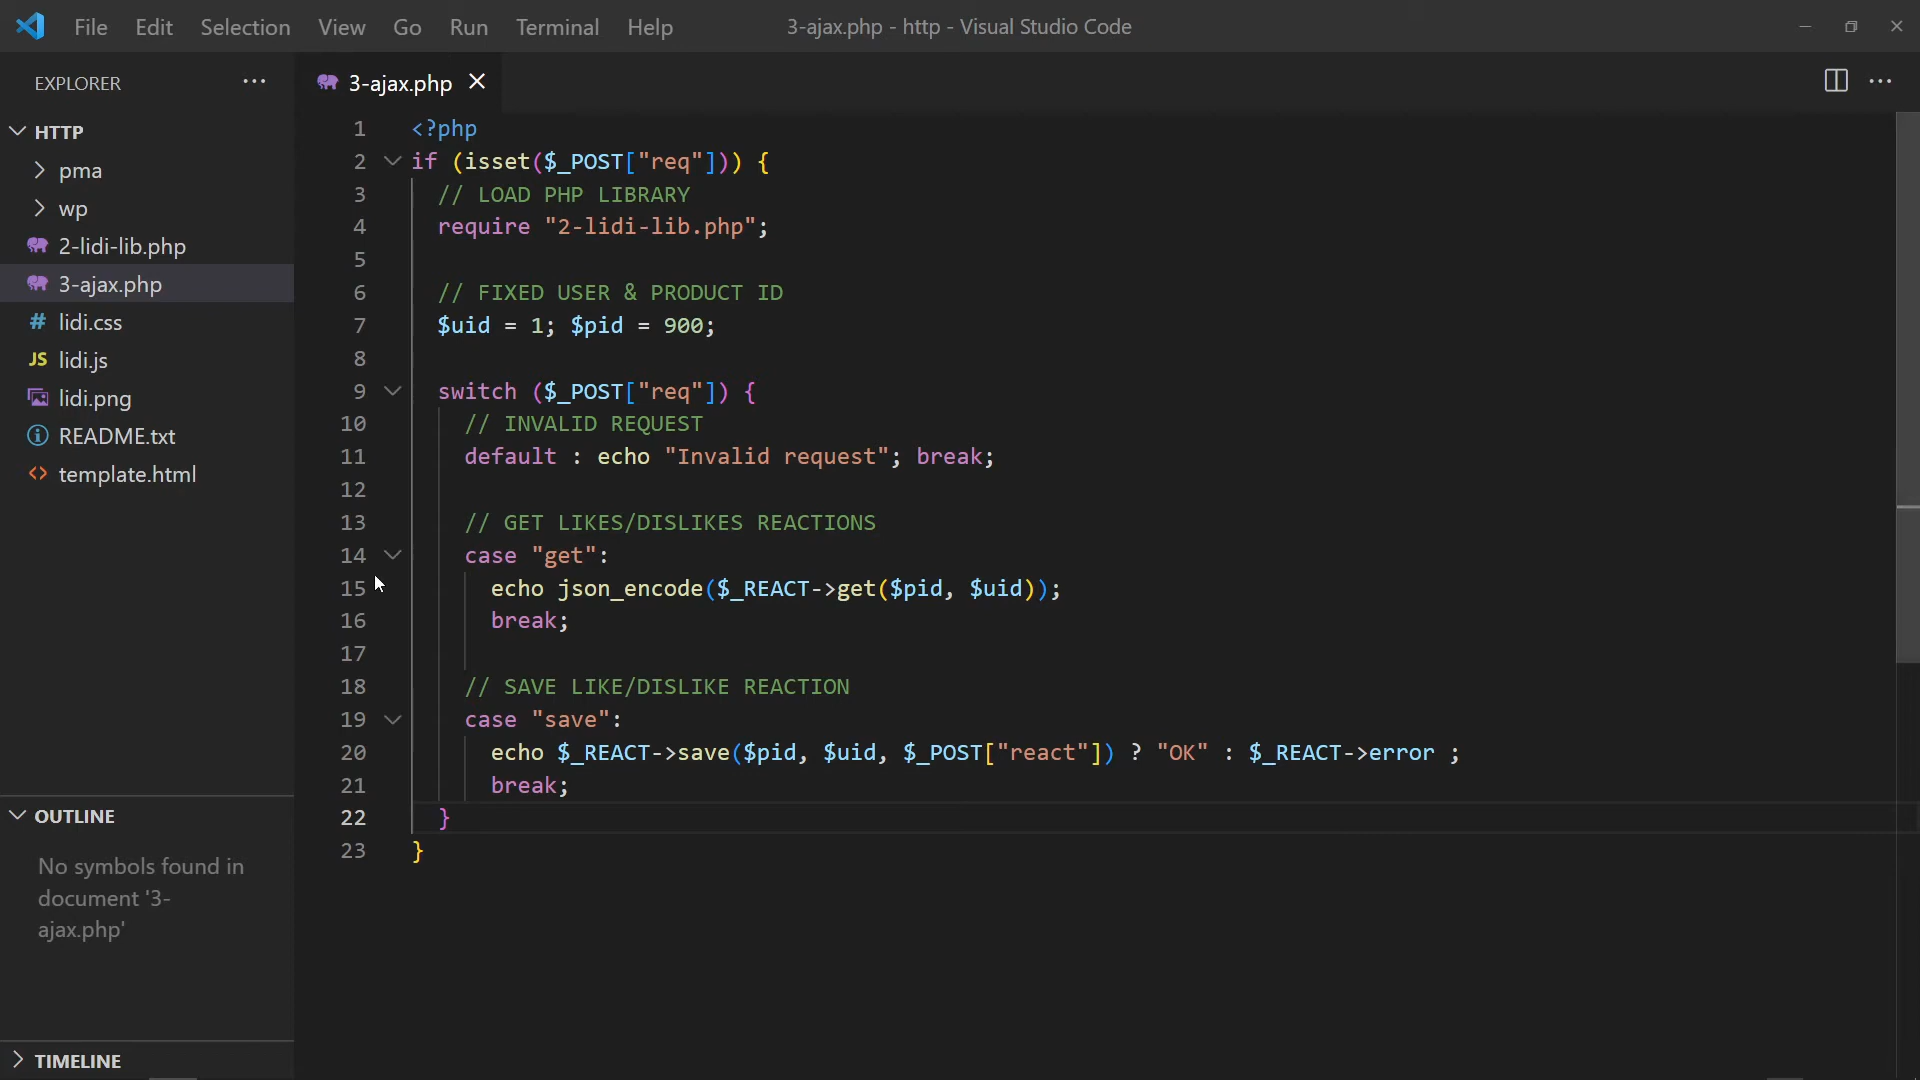 File Edit Selection View Go Run Terminal Help 3-ajax.php - http - Visual Studio Code
EXPLORER
HTTP
pma
wp
2-lidi-lib.php
3-ajax.php
# lidi.css
JS lidi.js
lidi.png
README.txt
<> template.html
OUTLINE
No symbols found in
document '3-
ajax.php'
TIMELINE
3-ajax.php
1 <?php
2 if (isset($_POST["req"])) {
3 // LOAD PHP LIBRARY
4 require "2-lidi-lib.php";
5
6 // FIXED USER & PRODUCT ID
7 $uid = 1; $pid = 900;
8
9 switch ($_POST["req"]) {
10 // INVALID REQUEST
11 default : echo "Invalid request"; break;
12
13 // GET LIKES/DISLIKES REACTIONS
14 case "get":
15 echo json_encode($_REACT->get($pid, $uid));
16 break;
17
18 // SAVE LIKE/DISLIKE REACTION
19 case "save":
20 echo $_REACT->save($pid, $uid, $_POST["react"]) ? "OK" : $_REACT->error ;
21 break;
22 }
23 }